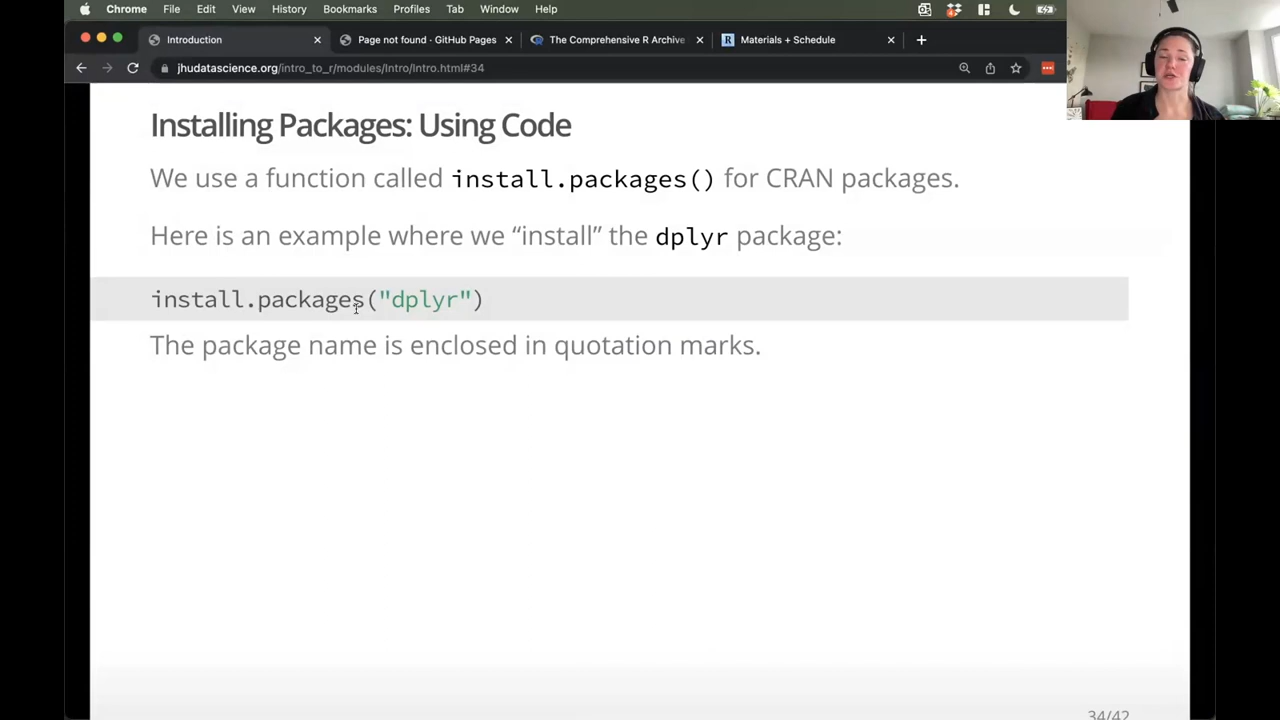 Chrome File Edit View History Bookmarks Profiles Tab Window Help
Introduction Page not found · GitHub Pages The Comprehensive R Archive Materials + Schedule
jhudatascience.org/intro_to_r/modules/Intro/Intro.html#34
Installing Packages: Using Code
We use a function called install.packages() for CRAN packages.
Here is an example where we “install” the dplyr package:
install.packages("dplyr")
The package name is enclosed in quotation marks.
34/42